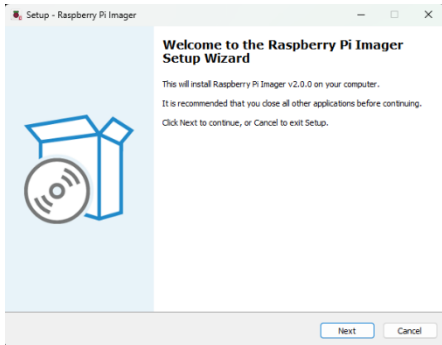 Setup - Raspberry Pi Imager
Welcome to the Raspberry Pi Imager
Setup Wizard
This will install Raspberry Pi Imager v2.0.0 on your computer.
It is recommended that you close all other applications before continuing.
Click Next to continue, or Cancel to exit Setup.
Next Cancel